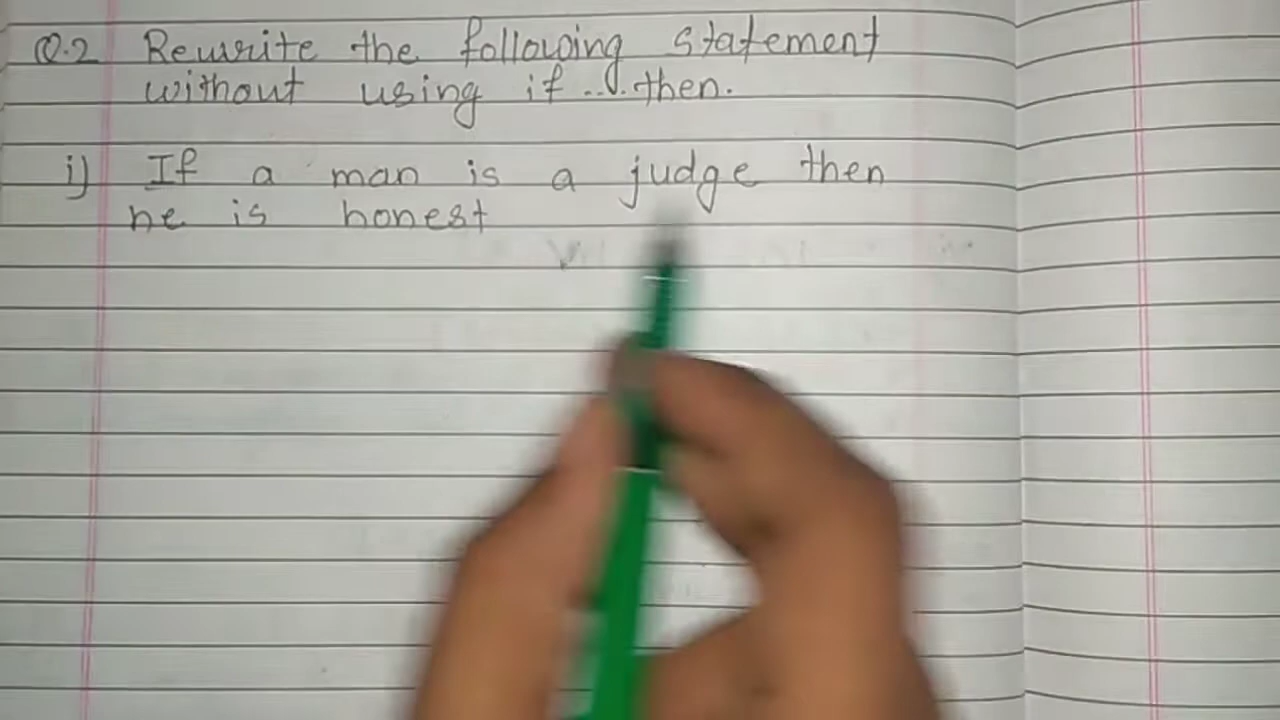 Q.2 Rewrite the following statement
without using if ... then.
i) If a man is a judge then
he is honest